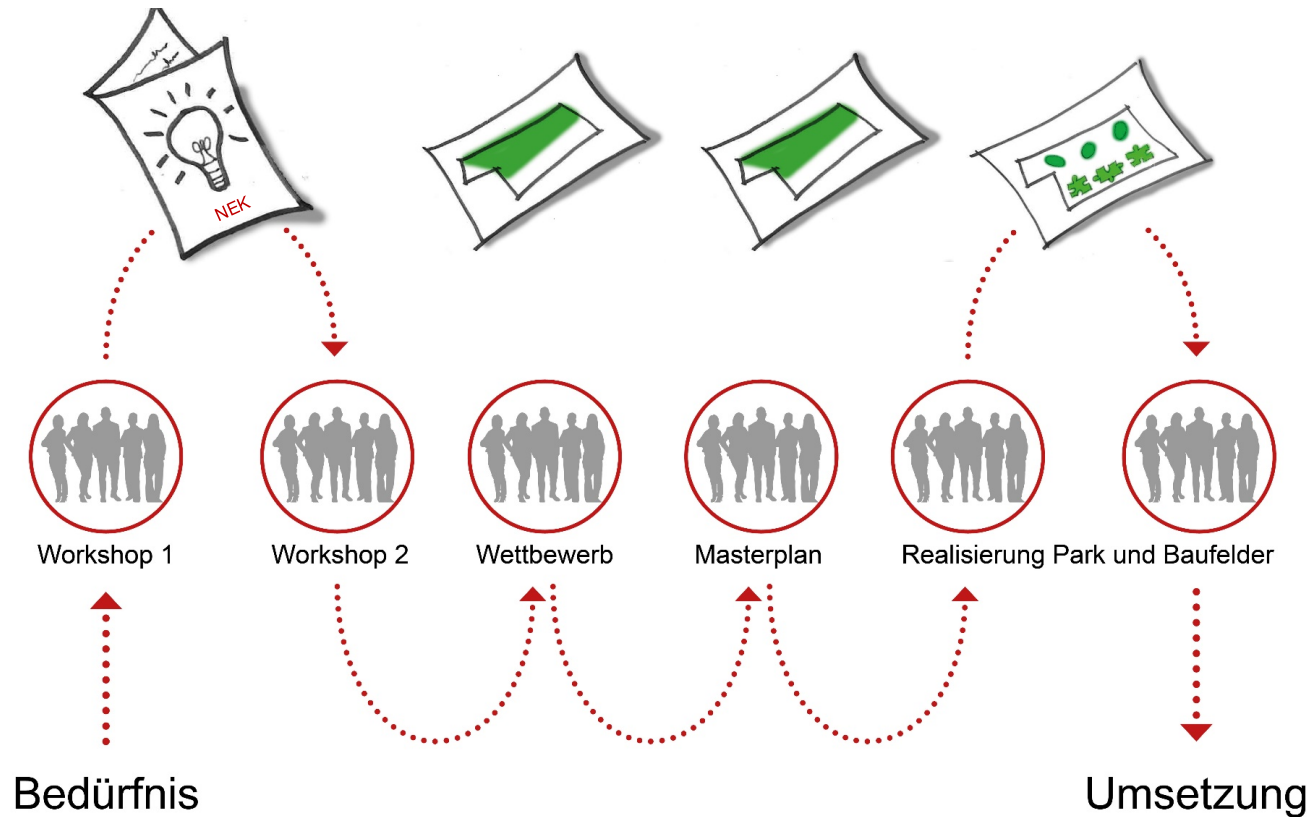 NEK
Workshop 1
Workshop 2
Wettbewerb
Masterplan
Realisierung Park und Baufelder
Bedürfnis
Umsetzung